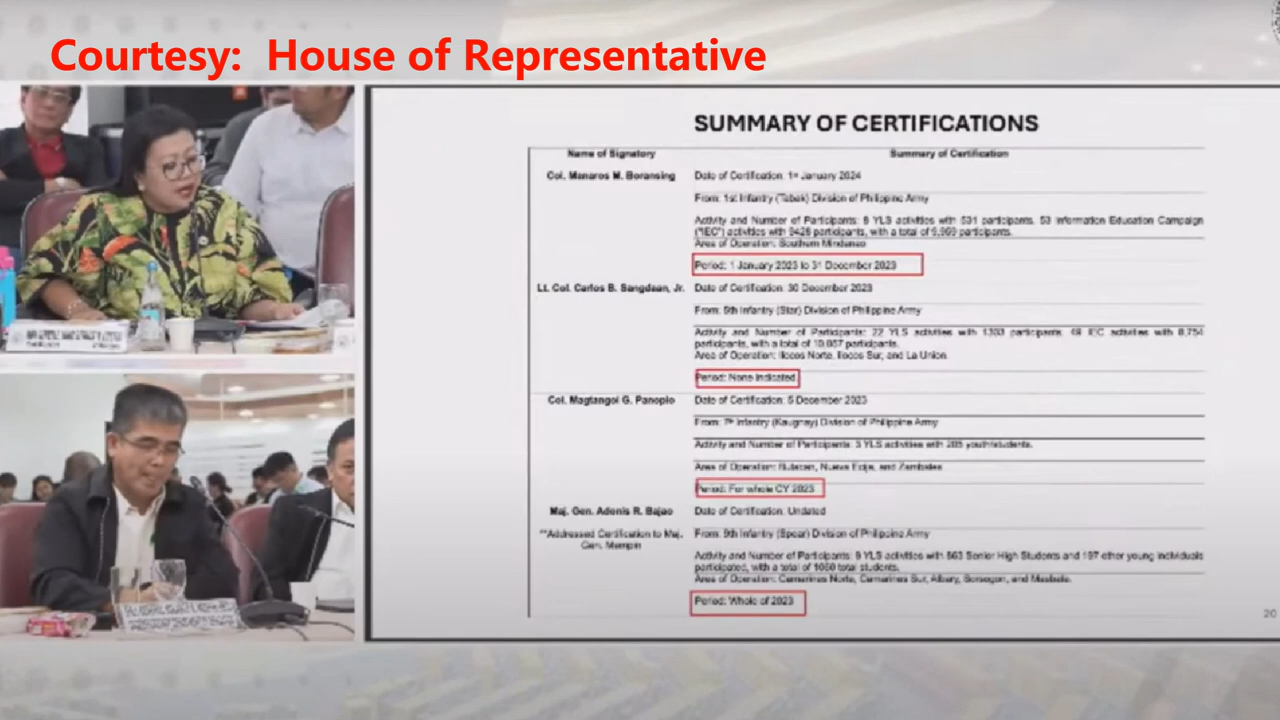 Courtesy:  House of Representative
SUMMARY OF CERTIFICATIONS
Name of Signatory
Summary of Certification
Col. Manaros M. Boransing
Date of Certification: 1st January 2024
From: 1st Infantry (Tabak) Division of Philippine Army
Activity and Number of Participants: 8 YLS activities with 531 participants. 53 Information Education Campaign
("IEC") activities with 9428 participants, with a total of 9,959 participants.
Area of Operation: Southern Mindanao
Period: 1 January 2023 to 31 December 2023
Lt. Col. Carlos B. Sangdaan, Jr.
Date of Certification: 30 December 2023
From: 5th Infantry (Star) Division of Philippine Army
Activity and Number of Participants: 22 YLS activities with 1303 participants. 49 IEC activities with 8,754
participants, with a total of 10,057 participants.
Area of Operation: Ilocos Norte, Ilocos Sur, and La Union.
Period: None Indicated.
Col. Magtangol G. Panopio
Date of Certification: 5 December 2023
From: 7th Infantry (Kaugnay) Division of Philippine Army
Activity and Number of Participants: 3 YLS activities with 285 youth/students.
Area of Operation: Bulacan, Nueva Ecija, and Zambales
Period: For whole CY 2023
Maj. Gen. Adonis R. Bajao
Date of Certification: Undated
**Addressed Certification to Maj.
Gen. Mempin
From: 9th Infantry (Spear) Division of Philippine Army
Activity and Number of Participants: 9 YLS activities with 863 Senior High Students and 197 other young individuals
participated, with a total of 1060 total students.
Area of Operation: Camarines Norte, Camarines Sur, Albay, Sorsogon, and Masbate.
Period: Whole of 2023
20